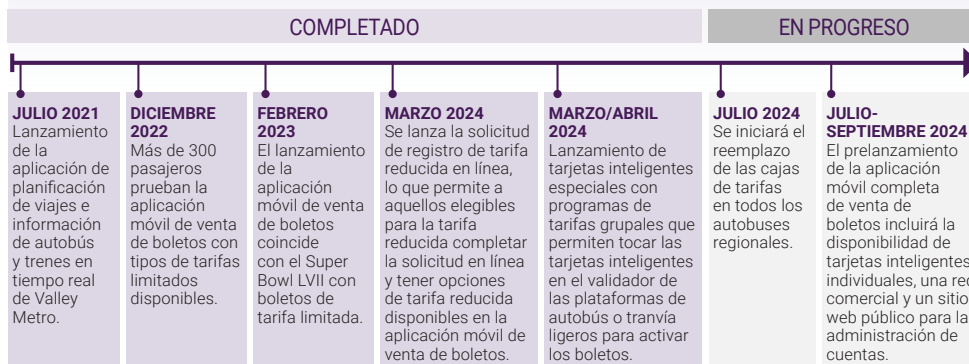 COMPLETADO
EN PROGRESO
JULIO 2021
Lanzamiento
de la
aplicación de
planificación
de viajes e
información
de autobús
y trenes en
tiempo real
de Valley
Metro.
DICIEMBRE
2022
Más de 300
pasajeros
prueban la
aplicación
móvil de venta
de boletos con
tipos de tarifas
limitados
disponibles.
FEBRERO
2023
El lanzamiento
de la
aplicación
móvil de venta
de boletos
coincide
con el Super
Bowl LVII con
boletos de
tarifa limitada.
MARZO 2024
Se lanza la solicitud
de registro de tarifa
reducida en línea,
lo que permite a
aquellos elegibles
para la tarifa
reducida completar
la solicitud en línea
y tener opciones
de tarifa reducida
disponibles en la
aplicación móvil de
venta de boletos.
MARZO/ABRIL
2024
Lanzamiento de
tarjetas inteligentes
especiales con
programas de
tarifas grupales que
permiten tocar las
tarjetas inteligentes
en el validador de
las plataformas de
autobús o tranvía
ligeros para activar
los boletos.
JULIO 2024
Se iniciará el
reemplazo
de las cajas
de tarifas
en todos los
autobuses
regionales.
JULIO-
SEPTIEMBRE 2024
El prelanzamiento
de la aplicación
móvil completa
de venta de
boletos incluirá la
disponibilidad de
tarjetas inteligentes
individuales, una red
comercial y un sitio
web público para la
administración de
cuentas.